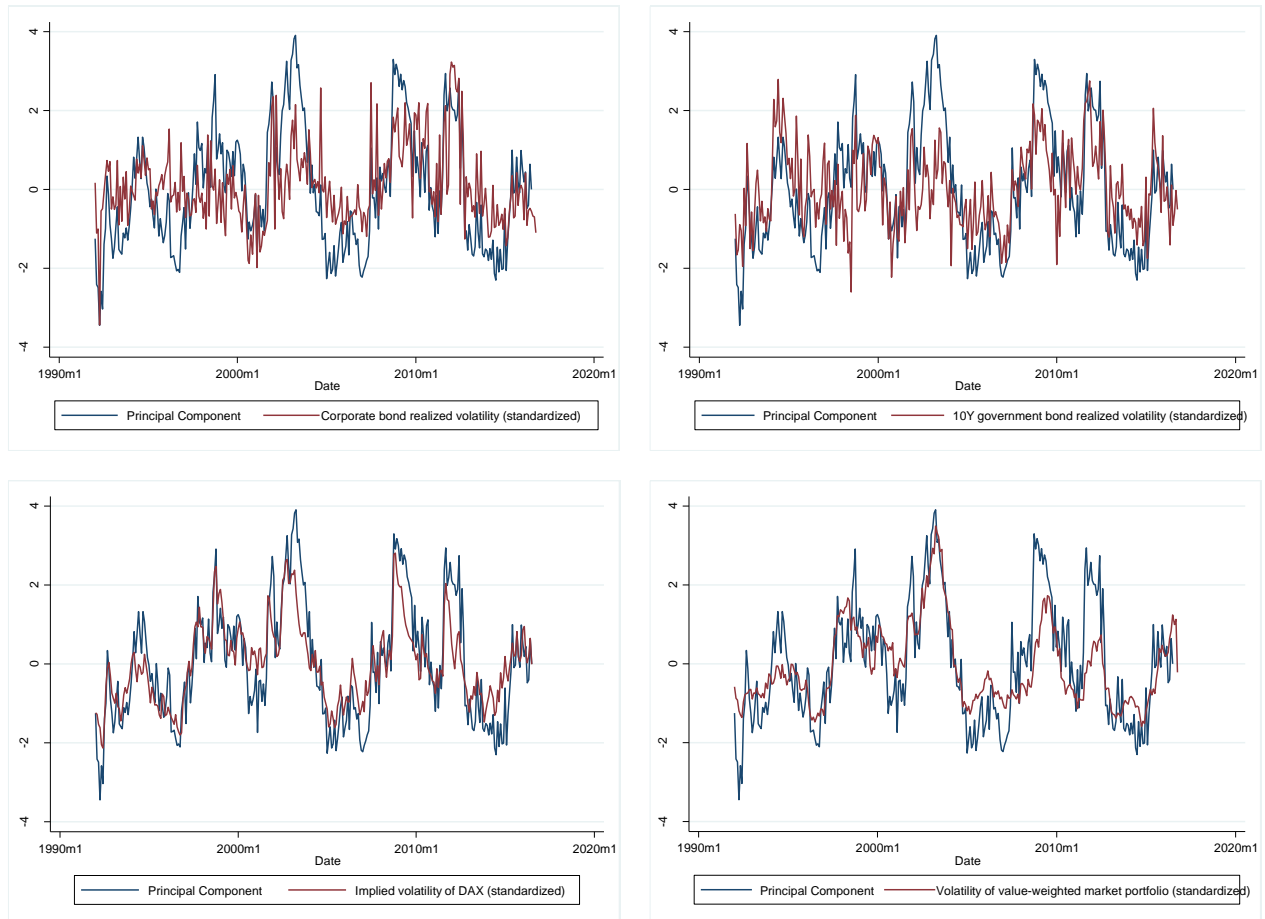 4
2
0
-2
-4
1990m1 2000m1 2010m1 2020m1
Date
Principal Component Corporate bond realized volatility (standardized)
4
2
0
-2
-4
1990m1 2000m1 2010m1 2020m1
Date
Principal Component 10Y government bond realized volatility (standardized)
4
2
0
-2
-4
1990m1 2000m1 2010m1 2020m1
Date
Principal Component Implied volatility of DAX (standardized)
4
2
0
-2
-4
1990m1 2000m1 2010m1 2020m1
Date
Principal Component Volatility of value-weighted market portfolio (standardized)